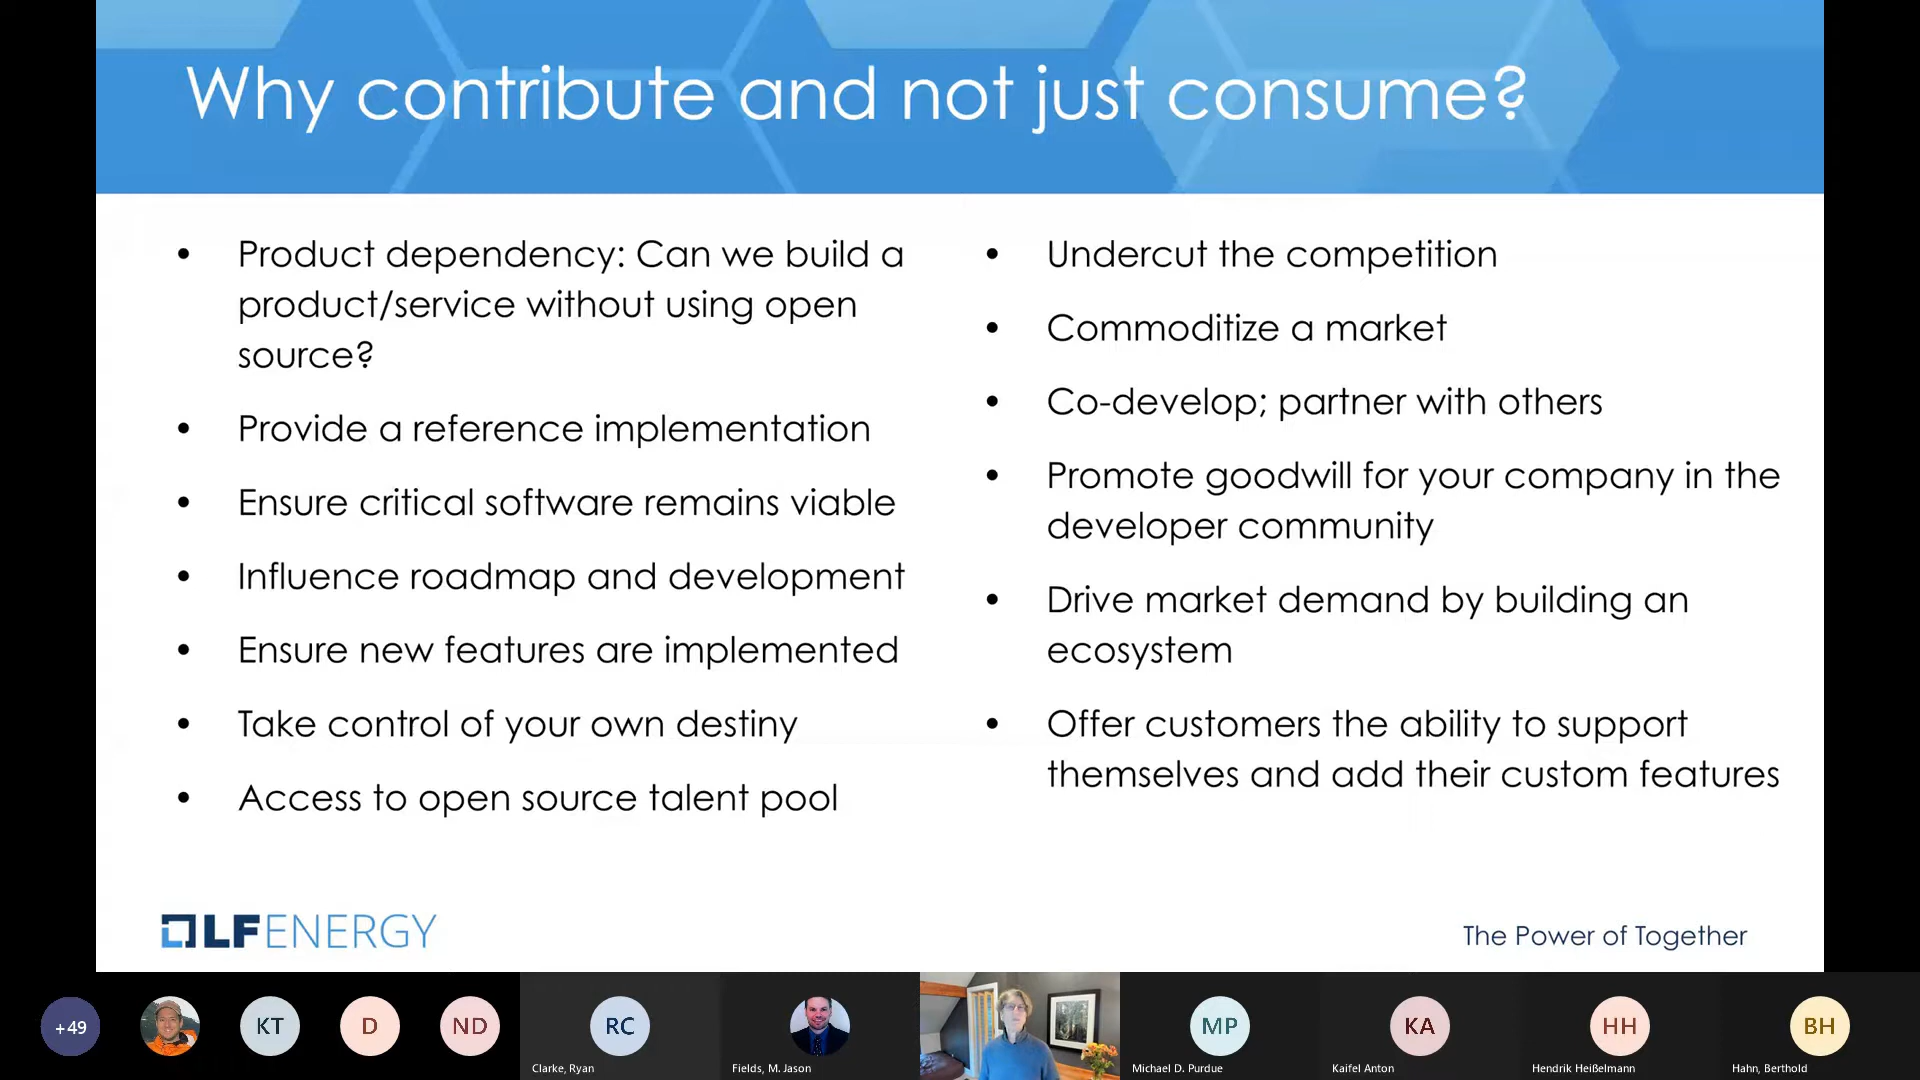 Why contribute and not just consume?
• Product dependency: Can we build a
product/service without using open
source?
• Provide a reference implementation
• Ensure critical software remains viable
• Influence roadmap and development
• Ensure new features are implemented
• Take control of your own destiny
• Access to open source talent pool
• Undercut the competition
• Commoditize a market
• Co-develop; partner with others
• Promote goodwill for your company in the
developer community
• Drive market demand by building an
ecosystem
• Offer customers the ability to support
themselves and add their custom features
LFENERGY
The Power of Together
+49
KT
D
ND
RC
Clarke, Ryan
Fields, M. Jason
MP
Michael D. Purdue
KA
Kaifel Anton
HH
Hendrik Heißelmann
BH
Hahn, Berthold